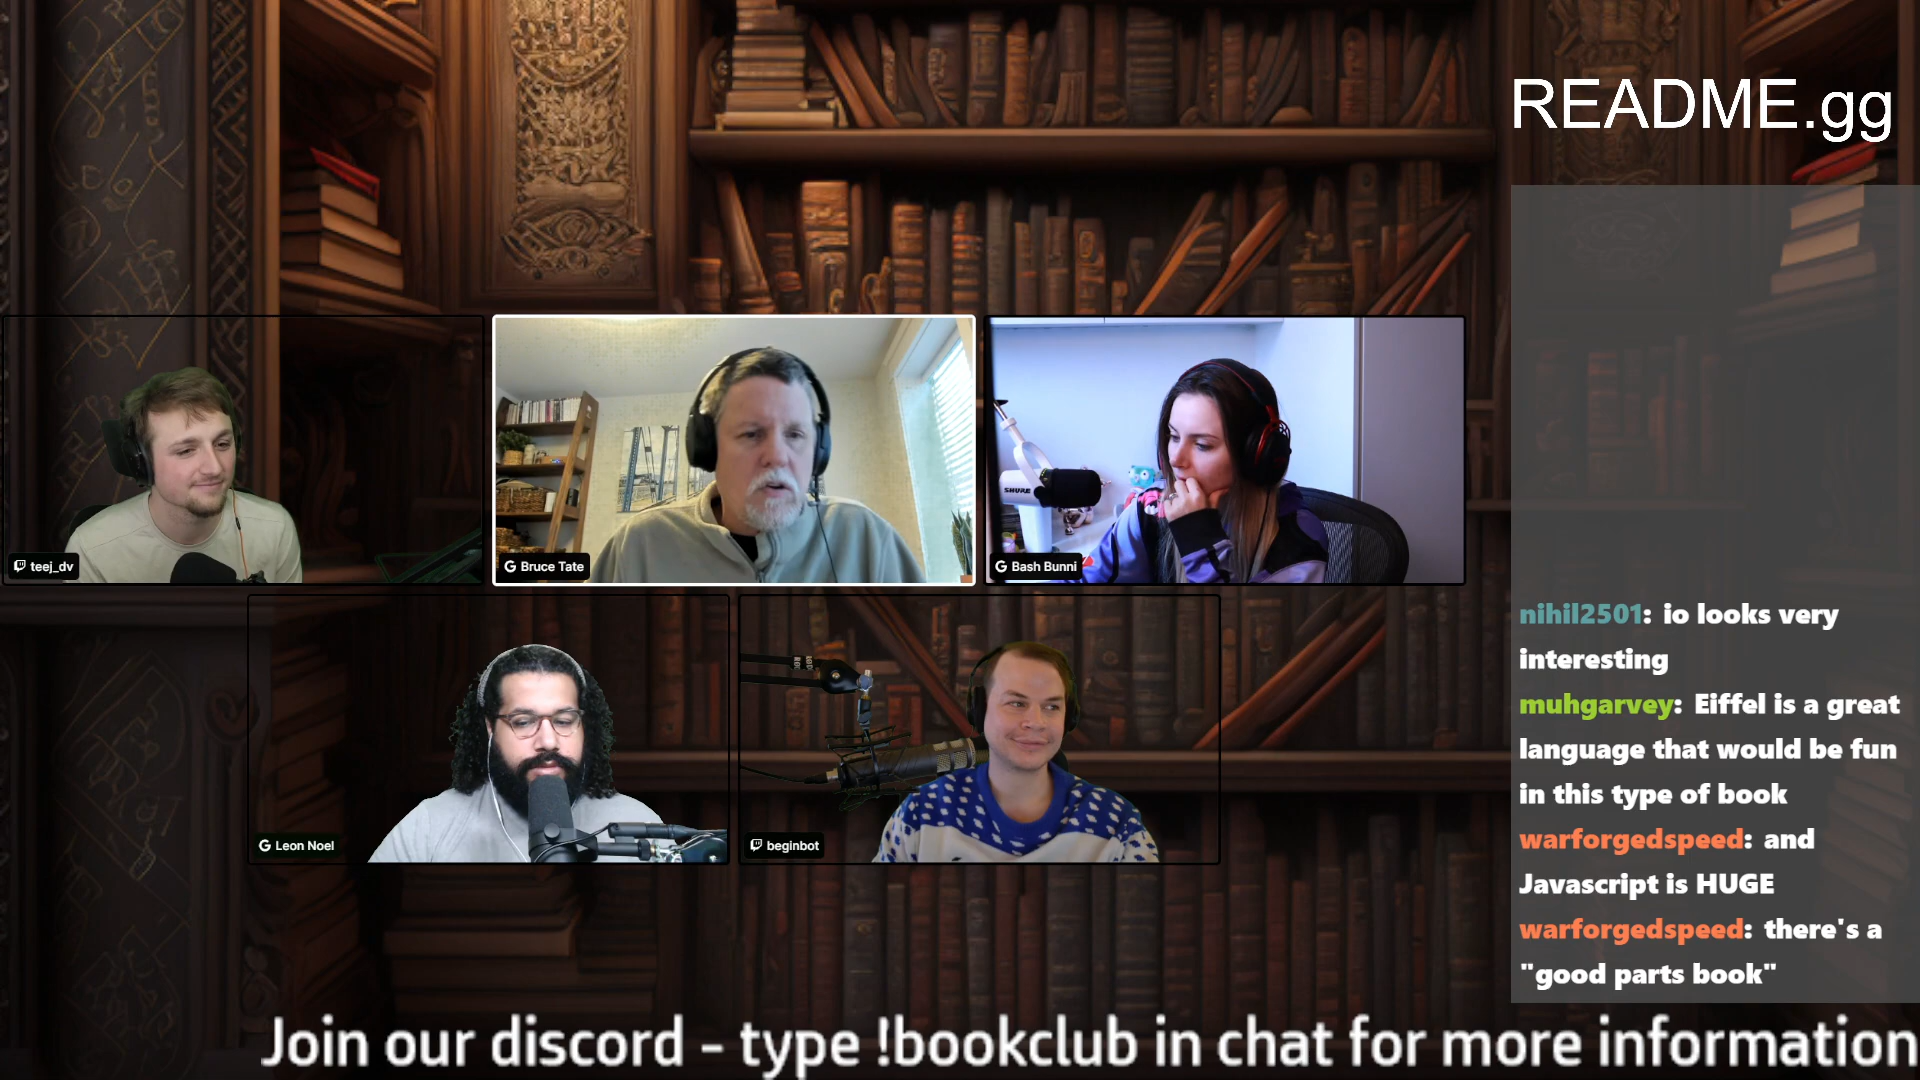 README.gg
SHURE
teej_dv
Bruce Tate
Bash Bunni
Leon Noel
beginbot
nihil2501: io looks very
interesting
muhgarvey: Eiffel is a great
language that would be fun
in this type of book
warforgedspeed: and
Javascript is HUGE
warforgedspeed: there's a
"good parts book"
Join our discord - type !bookclub in chat for more information